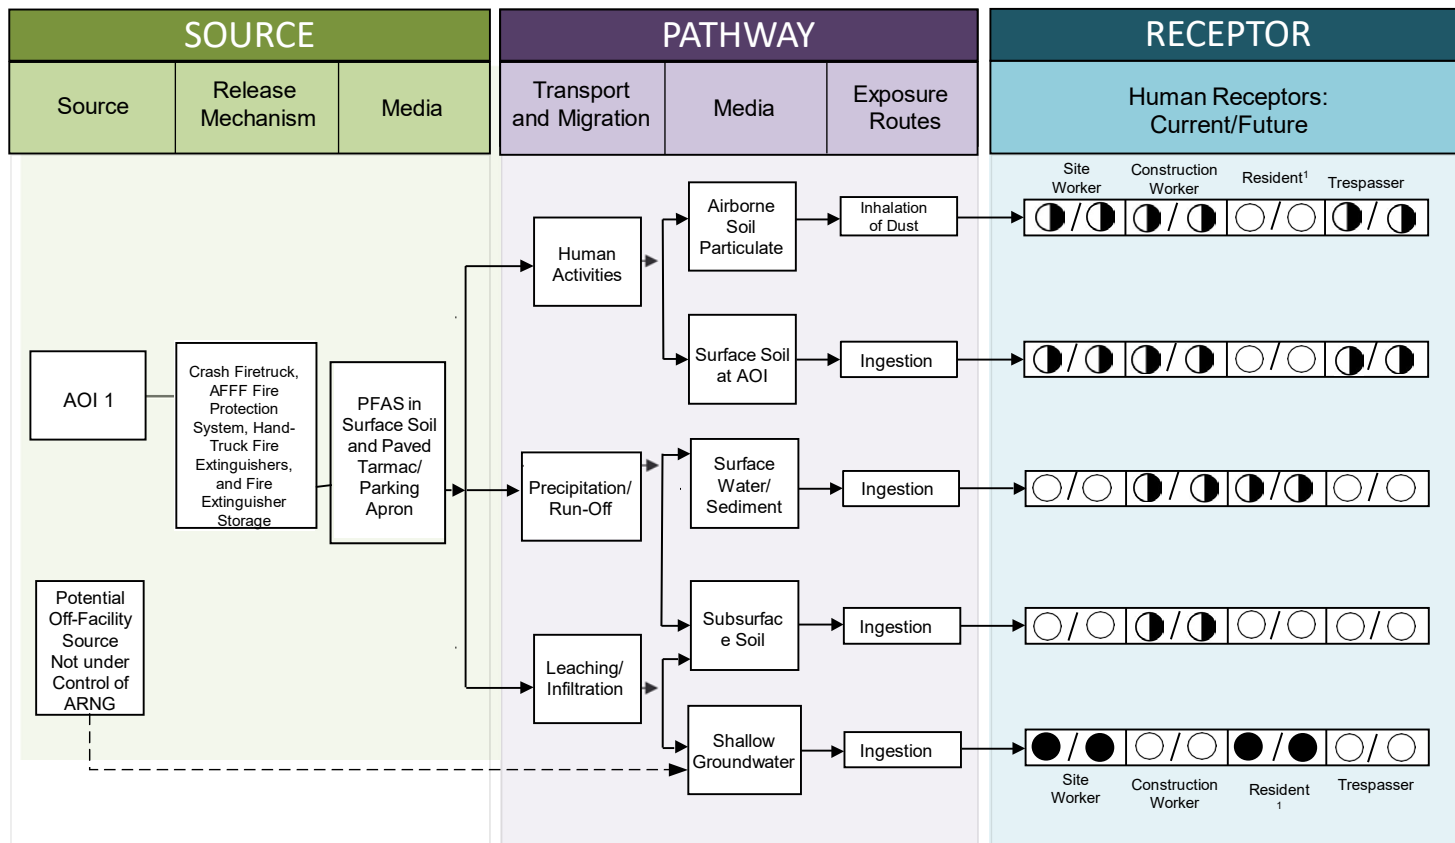 SOURCE
PATHWAY
RECEPTOR
Source
Release
Mechanism
Media
Transport
and Migration
Media
Exposure
Routes
Human Receptors:
Current/Future
Site
Worker
Construction
Worker
Resident1
Trespasser
Airborne
Soil
Particulate
Inhalation
of Dust
/
/
/
/
Human
Activities
Surface Soil
at AOI
Ingestion
/
/
/
/
AOI 1
Crash Firetruck,
AFFF Fire
Protection
System, Hand-
Truck Fire
Extinguishers,
and Fire
Extinguisher
Storage
PFAS in
Surface Soil
and Paved
Tarmac/
Parking
Apron
Precipitation/
Run-Off
Surface
Water/
Sediment
Ingestion
/
/
/
/
Potential
Off-Facility
Source
Not under
Control of
ARNG
Leaching/
Infiltration
Subsurfac
e Soil
Ingestion
/
/
/
/
Shallow
Groundwater
Ingestion
/
/
/
/
Site
Worker
Construction
Worker
Resident
1
Trespasser